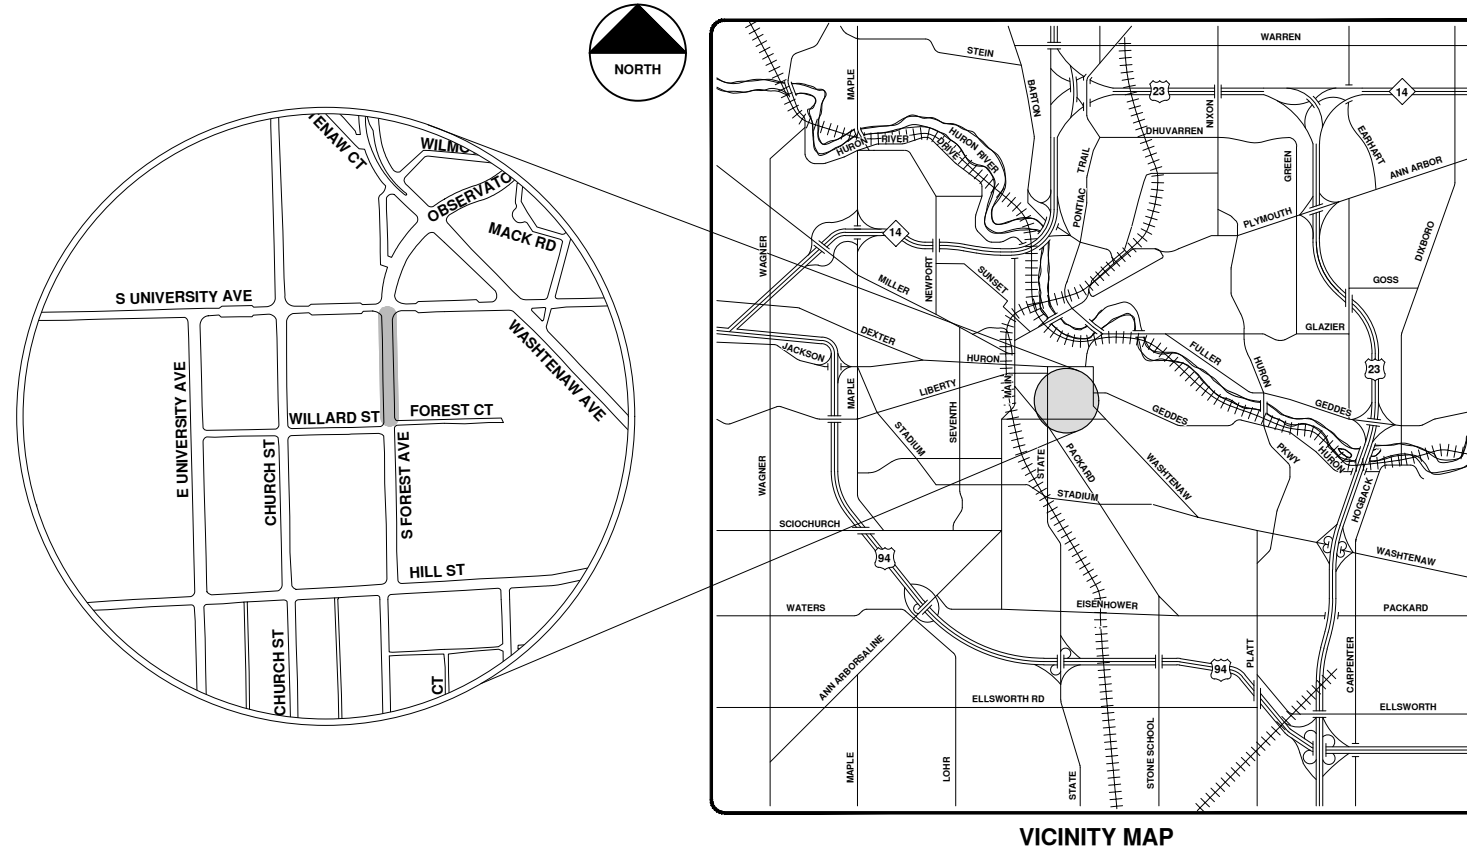 NORTH
ENAW CT
WILMO
OBSERVATO
MACK RD
S UNIVERSITY AVE
WASHTENAW AVE
E UNIVERSITY AVE
WILLARD ST
FOREST CT
CHURCH ST
S FOREST AVE
HILL ST
CHURCH ST
CT
WARREN
STEIN
MAPLE
BARTON
23
NIXON
14
HURON RIVER
HURON
RIVER
DRIVE
DHUVARREN
EARHART
PONTIAC TRAIL
GREEN
ANN ARBOR
PLYMOUTH
WAGNER
14
DIXBORO
MILLER
NEWPORT
SUNSET
GOSS
DEXTER
JACKSON
HURON
GLAZIER
FULLER
HURON
23
MAPLE
LIBERTY
MAIN
SEVENTH
GEDDES
GEDDES
STADIUM
STATE
PACKARD
WASHTENAW
PKWY
HURON
WAGNER
STADIUM
HOGBACK
SCIOCHURCH
94
WASHTENAW
WATERS
EISENHOWER
PACKARD
ANN ARBORSALINE
PLATT
CARPENTER
94
ELLSWORTH RD
ELLSWORTH
MAPLE
LOHR
STATE
STONE SCHOOL
VICINITY MAP